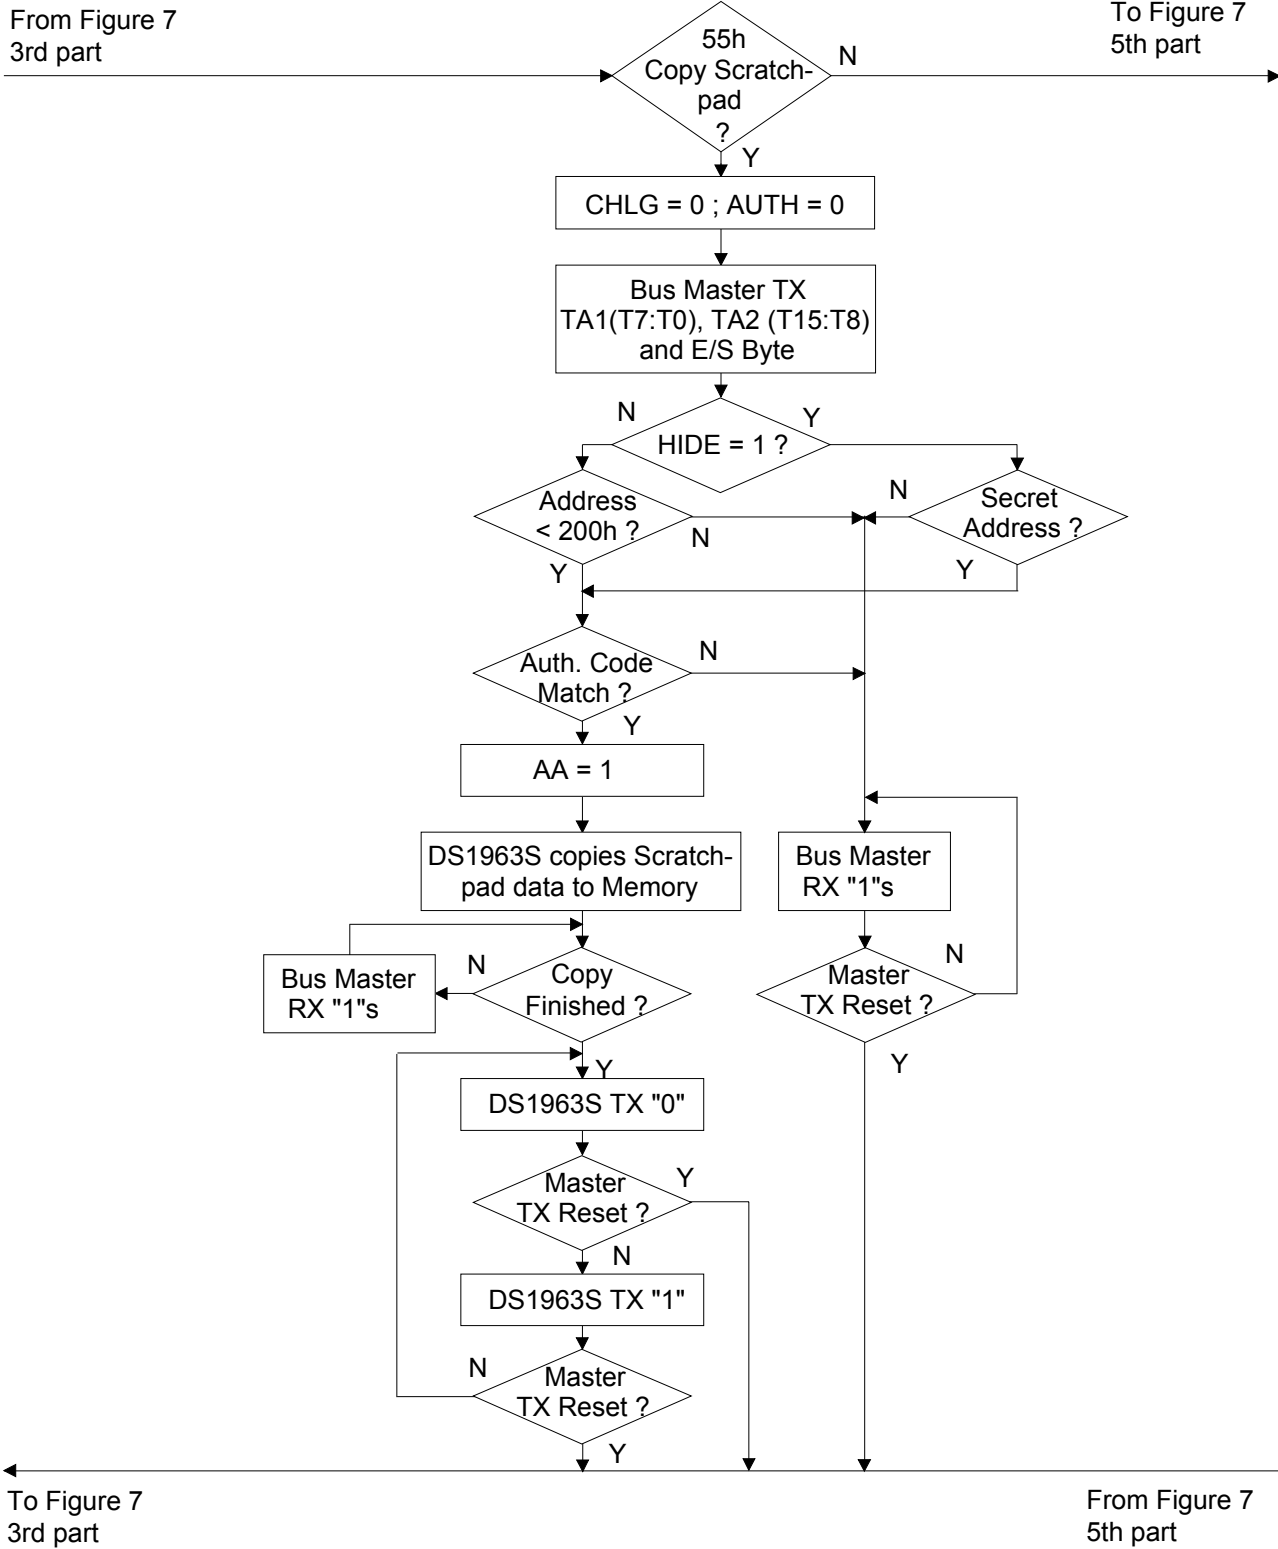 From Figure 7
3rd part
To Figure 7
5th part
55h
Copy Scratch-
pad
?
N
Y
CHLG = 0 ; AUTH = 0
Bus Master TX
TA1(T7:T0), TA2 (T15:T8)
and E/S Byte
N
Y
HIDE = 1 ?
Address
< 200h ?
N
Y
N
Secret
Address ?
Y
Auth. Code
Match ?
N
Y
AA = 1
DS1963S copies Scratch-
pad data to Memory
Bus Master
RX "1"s
Bus Master
RX "1"s
N
Copy
Finished ?
Y
Master
TX Reset ?
N
Y
DS1963S TX "0"
Master
TX Reset ?
Y
N
DS1963S TX "1"
N
Master
TX Reset ?
Y
To Figure 7
3rd part
From Figure 7
5th part